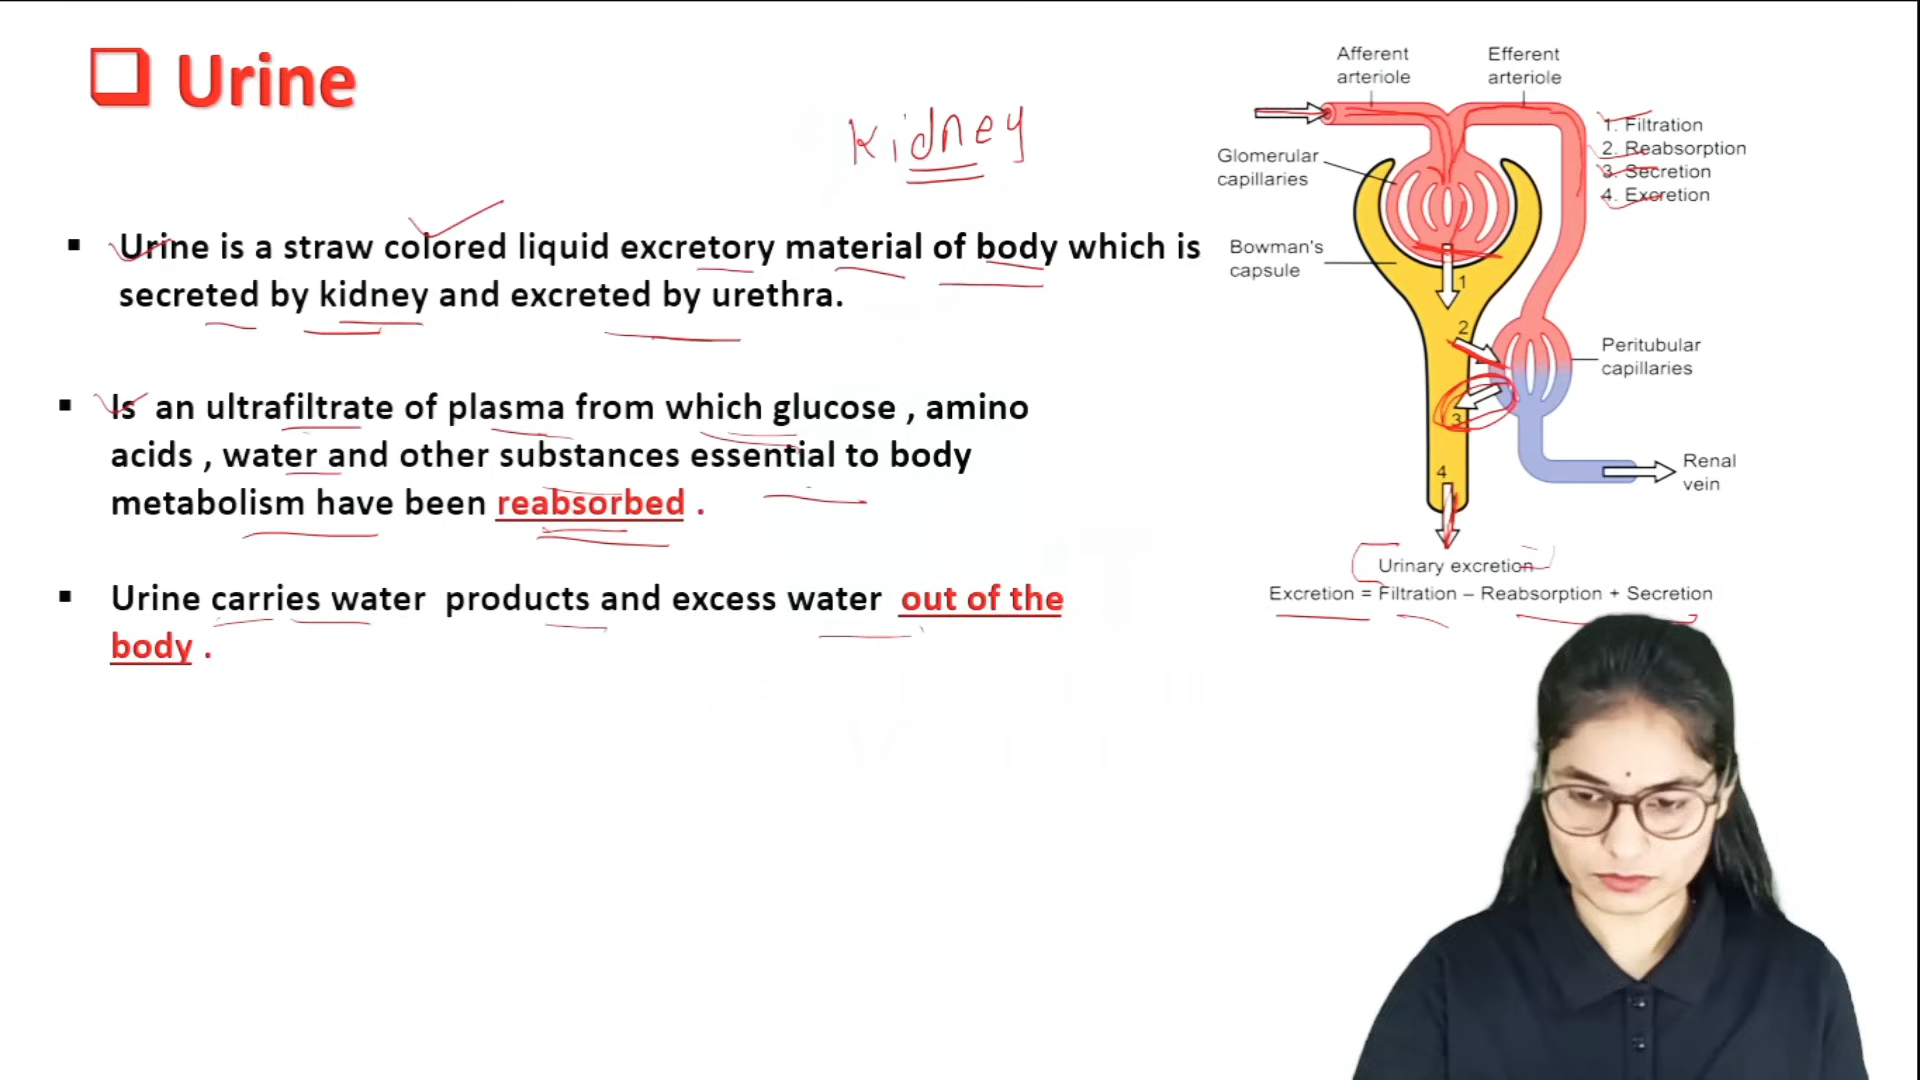 Urine
kidney
Urine is a straw colored liquid excretory material of body which is
secreted by kidney and excreted by urethra.
Is an ultrafiltrate of plasma from which glucose , amino
acids , water and other substances essential to body
metabolism have been reabsorbed .
Urine carries water products and excess water out of the
body .
Afferent
arteriole
Efferent
arteriole
1. Filtration
2. Reabsorption
3. Secretion
4. Excretion
Glomerular
capillaries
Bowman's
capsule
1
2
Peritubular
capillaries
3
4
Renal
vein
Urinary excretion
Excretion = Filtration – Reabsorption + Secretion